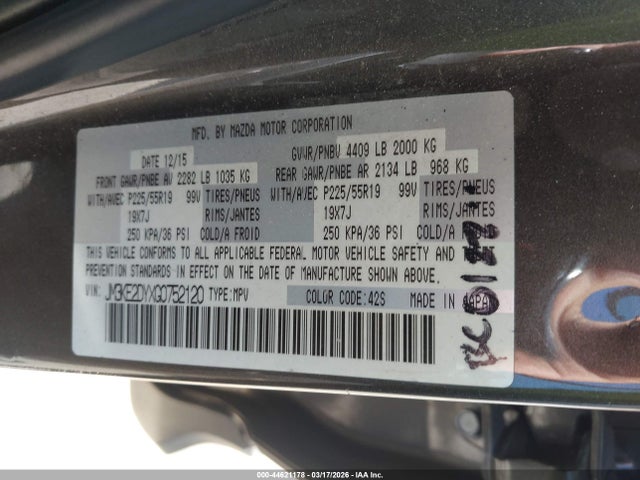 MFD. BY MAZDA MOTOR CORPORATION
DATE 12/15 GVWR/PNBV 4409 LB 2000 KG
FRONT GAWR/PNBE AV 2282 LB 1035 KG REAR GAWR/PNBE AR 2134 LB 968 KG
WITH/AVEC P225/55R19 99V TIRES/PNEUS WITH/AVEC P225/55R19 99V TIRES/PNEUS
19X7J RIMS/JANTES 19X7J RIMS/JANTES
250 KPA/36 PSI COLD/A FROID 250 KPA/36 PSI COLD/A
THIS VEHICLE CONFORMS TO ALL APPLICABLE FEDERAL MOTOR VEHICLE SAFETY AND
PREVENTION STANDARDS IN EFFECT ON THE DATE OF MANUFACTURE SHOWN ABOVE.
VIN: JM3KE2DYXG0752120 TYPE:MPV COLOR CODE:42S MADE IN JAPAN
000-44621178 - 03/17/2026 - IAA Inc.